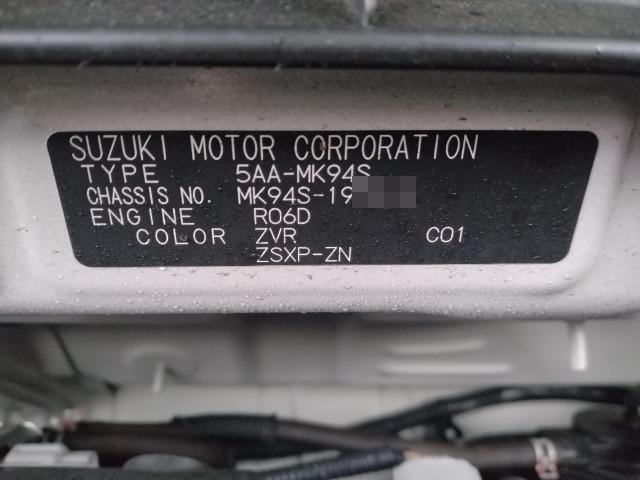 SUZUKI MOTOR CORPORATION
TYPE 5AA-MK94S
CHASSIS NO. MK94S-19
ENGINE R06D
COLOR ZVR C01
ZSXP-ZN